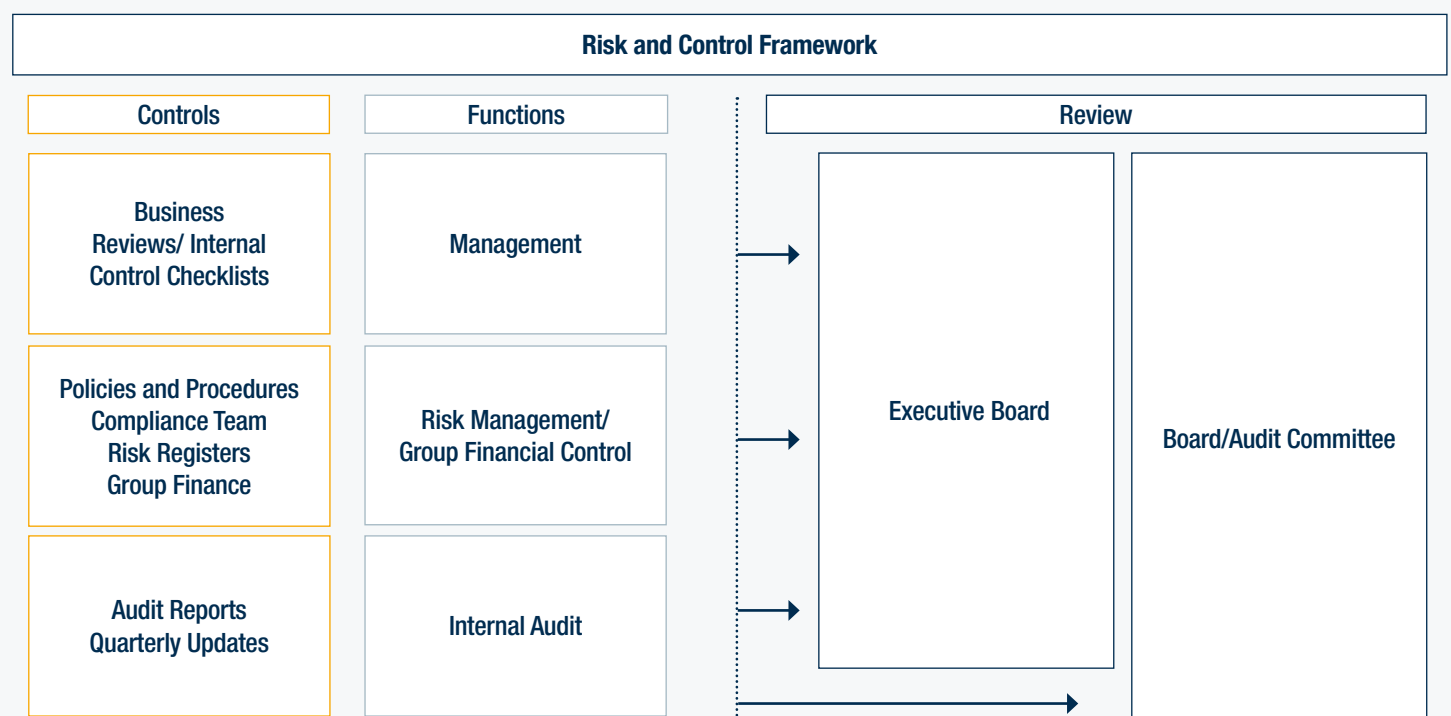 Risk and Control Framework
Controls
Functions
Review
Business
Reviews/ Internal
Control Checklists
Management
Policies and Procedures
Compliance Team
Risk Registers
Group Finance
Risk Management/
Group Financial Control
Audit Reports
Quarterly Updates
Internal Audit
Executive Board
Board/Audit Committee